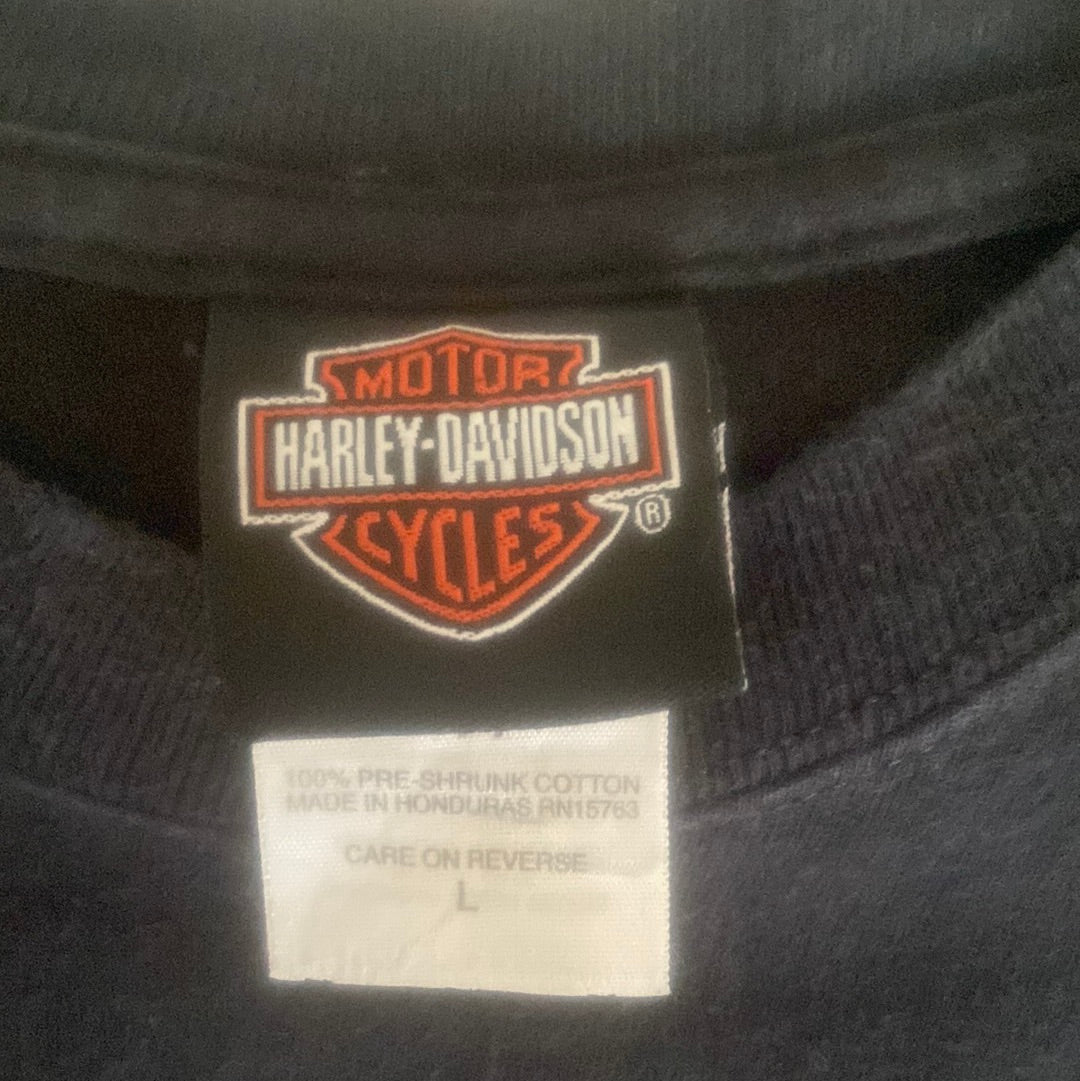 MOTOR
HARLEY-DAVIDSON
CYCLES
®
100% PRE-SHRUNK COTTON
MADE IN HONDURAS RN15763
CARE ON REVERSE
L